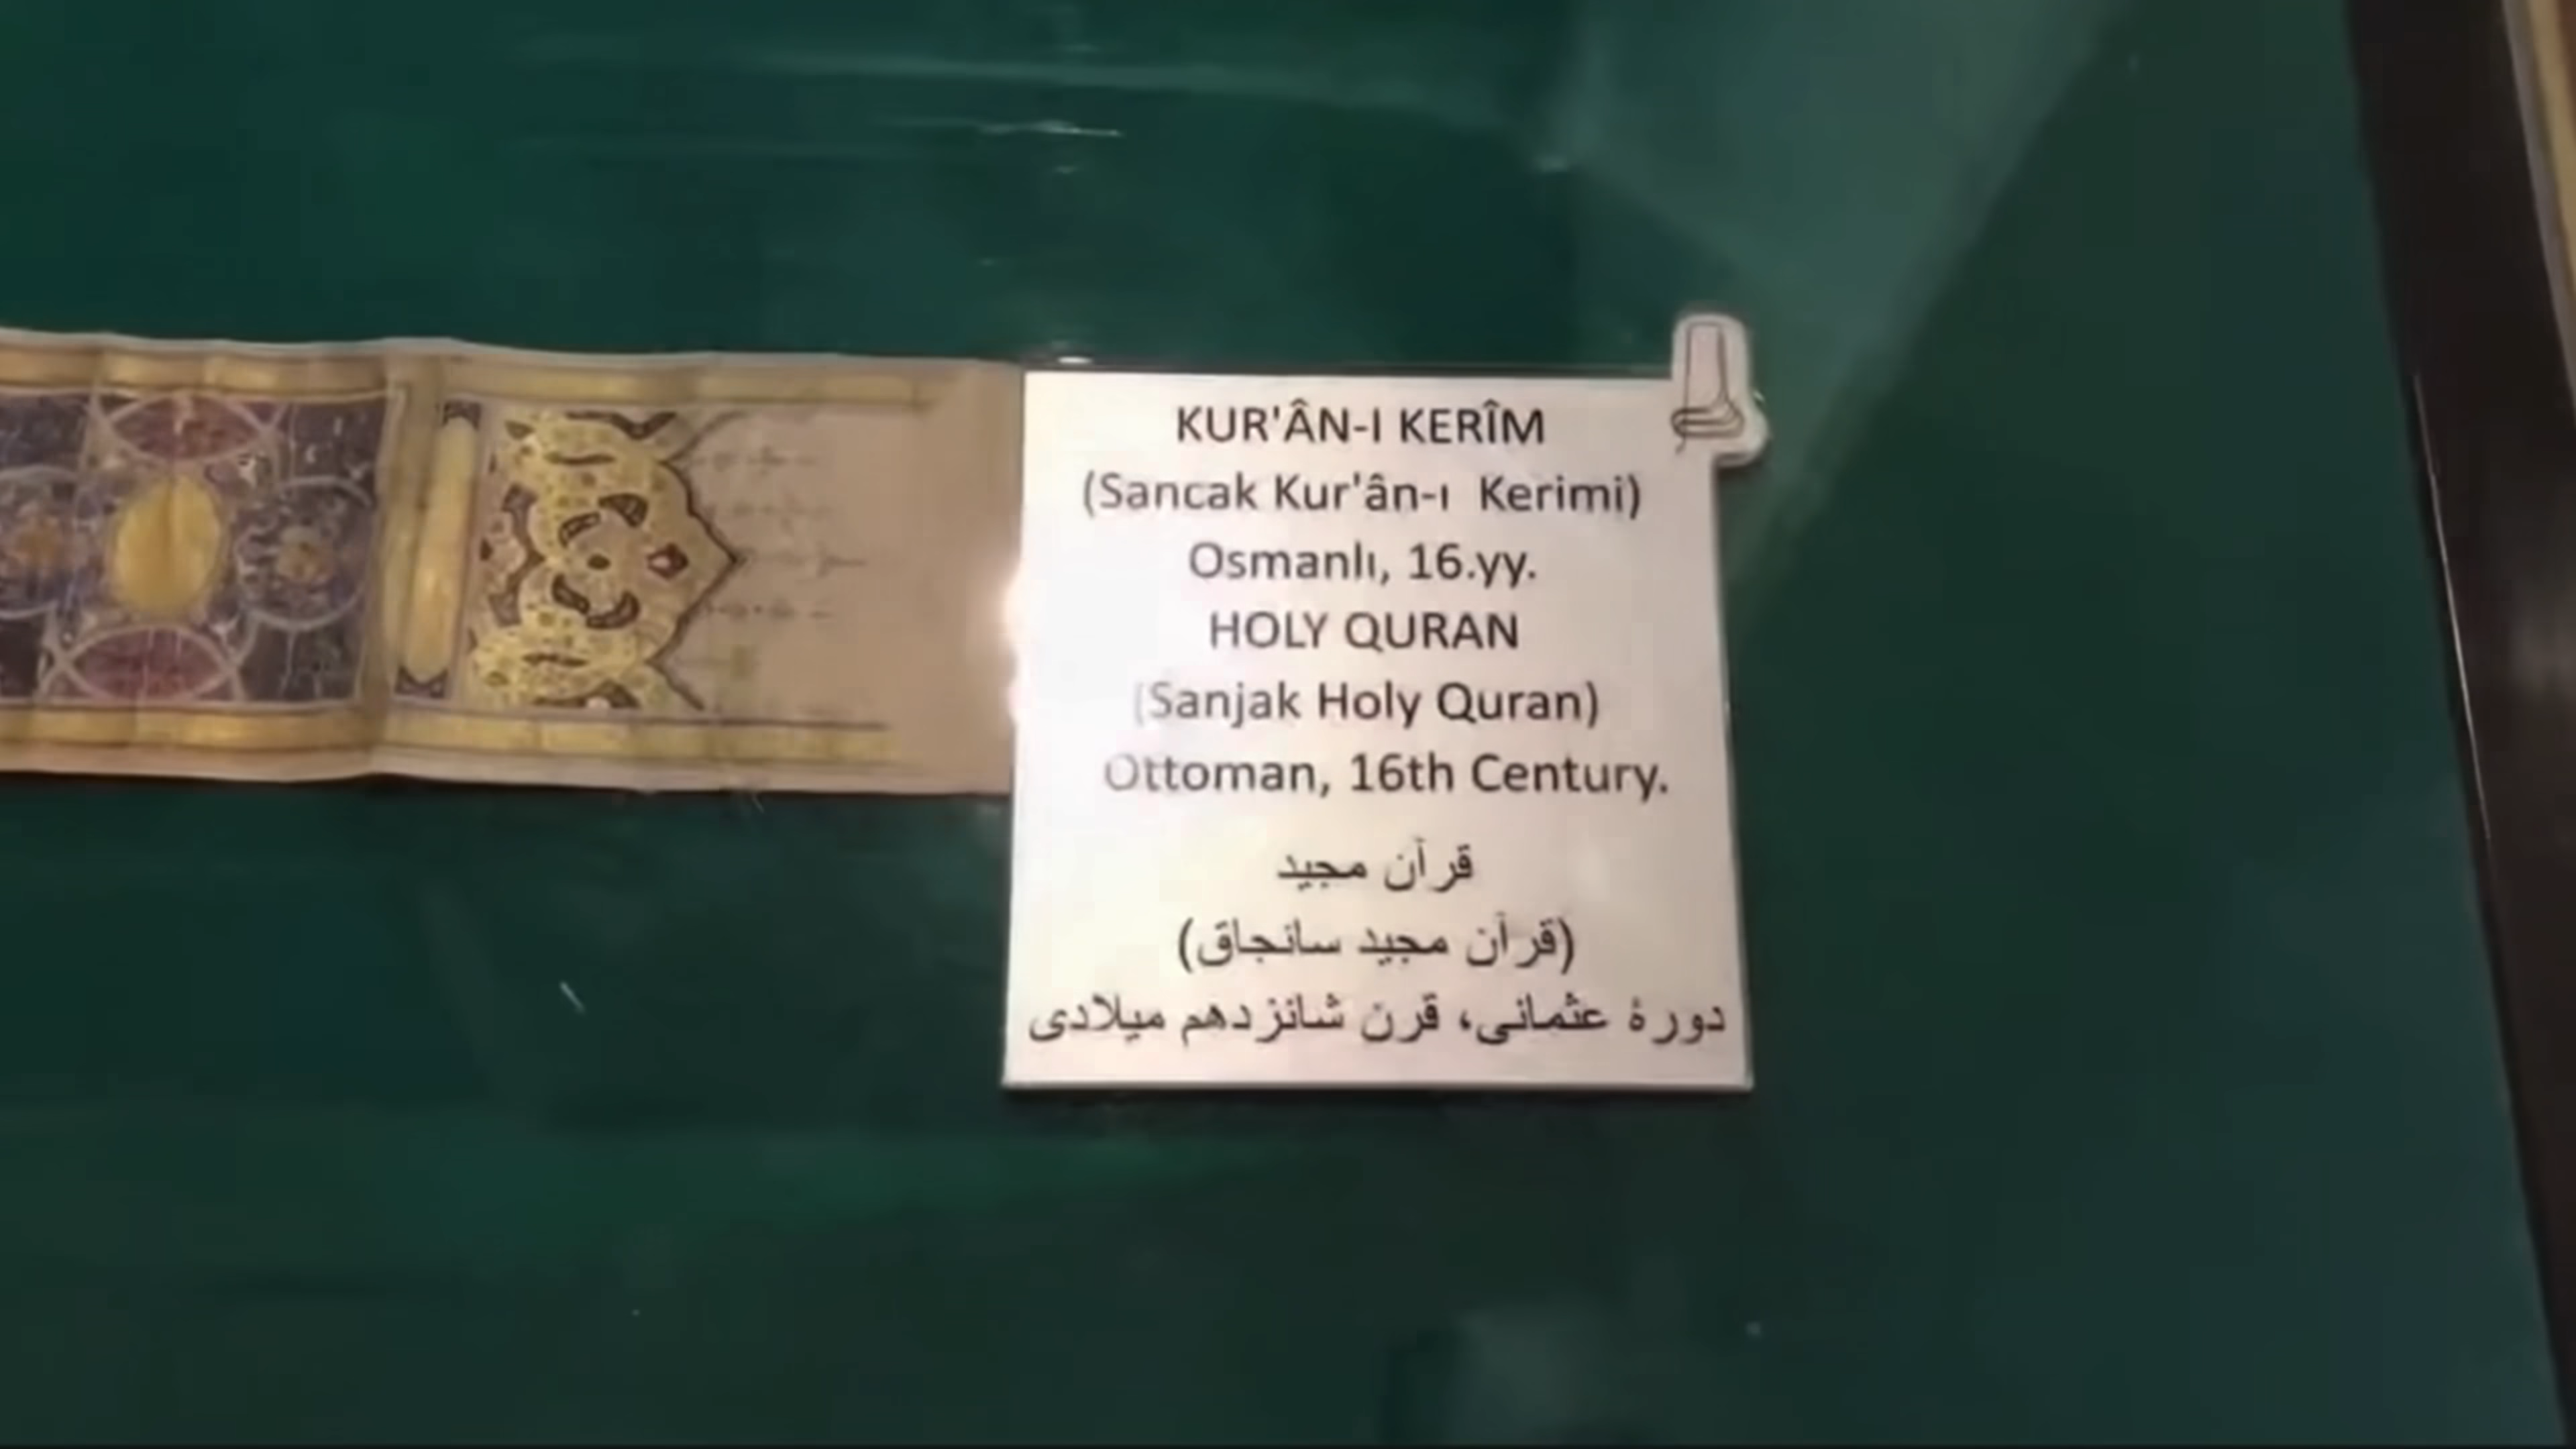 KUR'ÂN-I KERÎM
(Sancak Kur'ân-ı Kerimi)
Osmanlı, 16.yy.
HOLY QURAN
(Sanjak Holy Quran)
Ottoman, 16th Century.
قرآن مجید
(قرآن مجید سانجاق)
دورۀ عثمانی، قرن شانزدهم میلادی